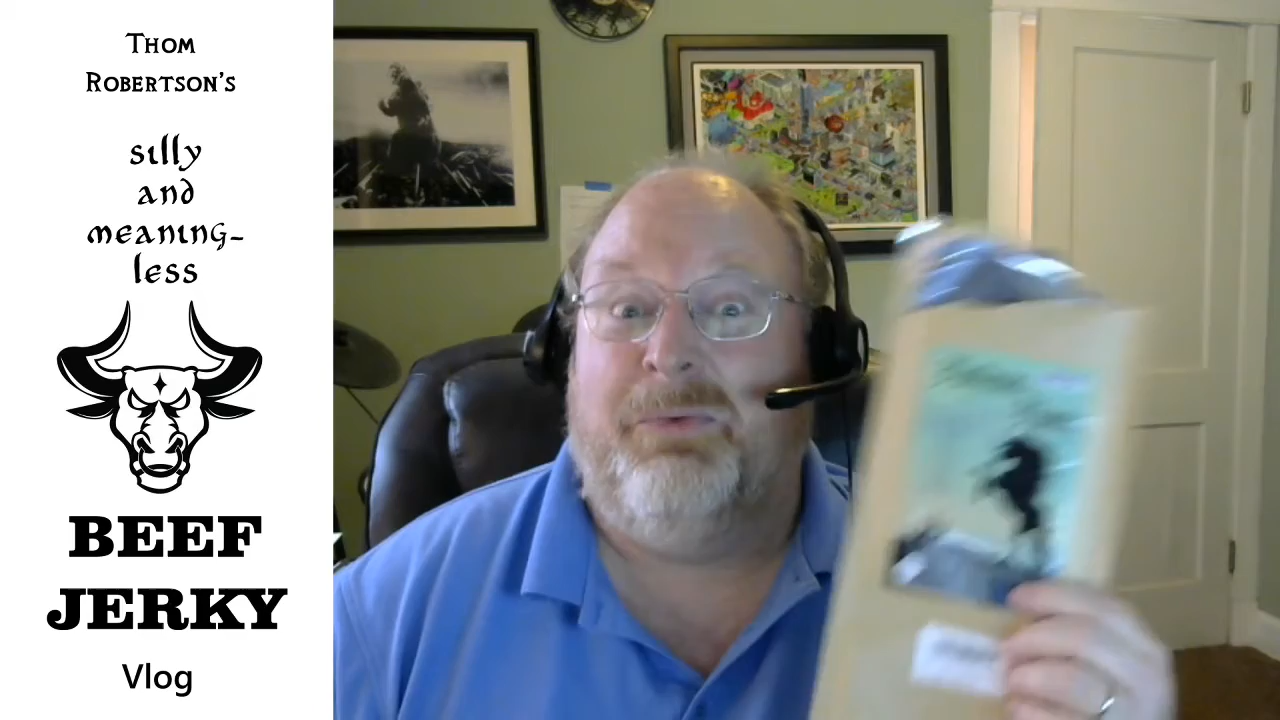 Thom
Robertson's
silly
and
meaning-
less
BEEF
JERKY
Vlog